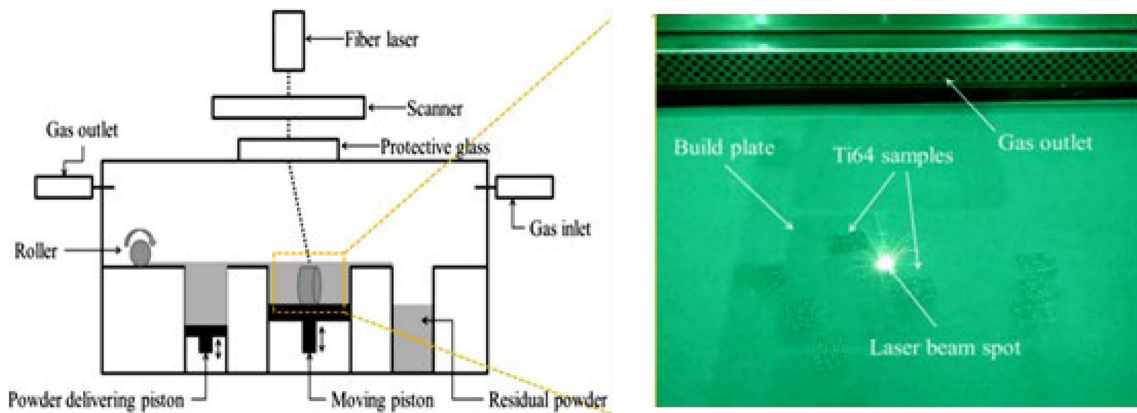 Fiber laser
Scanner
Gas outlet
Protective glass
Gas inlet
Roller
Powder delivering piston
Moving piston
Residual powder
Gas outlet
Build plate
Ti64 samples
Laser beam spot